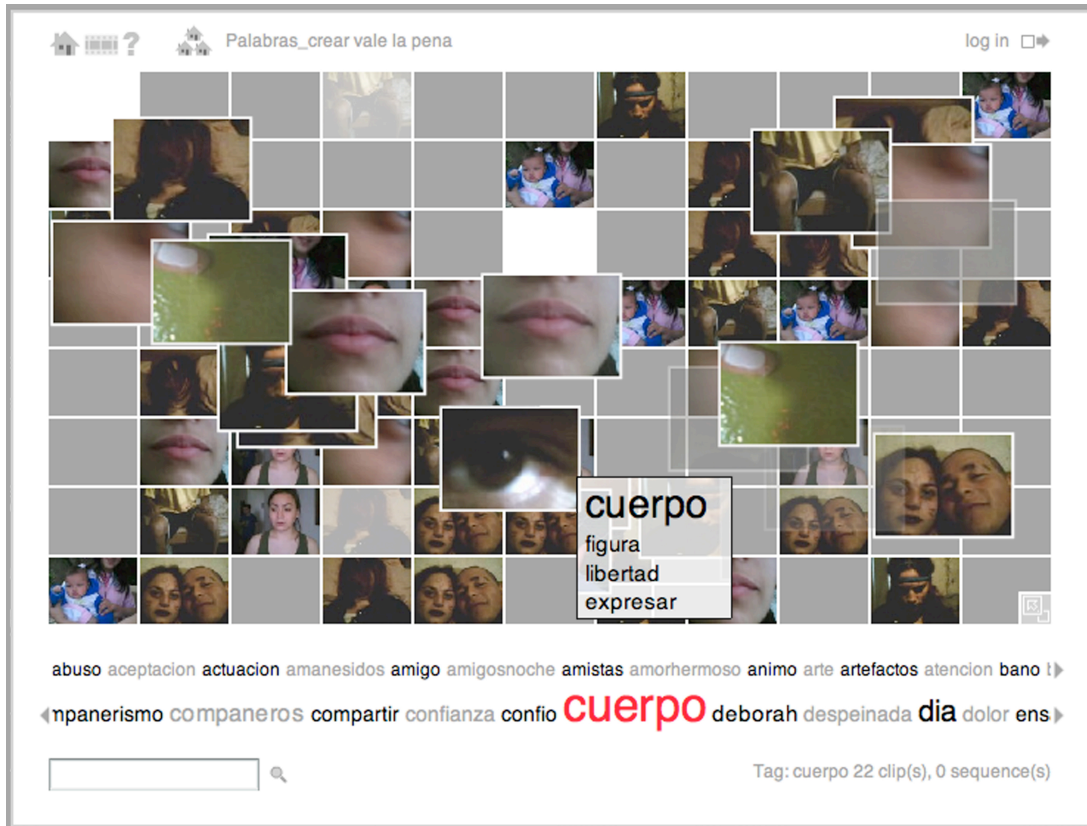 Palabras_crear vale la pena
log in
cuerpo
figura
libertad
expresar
abuso aceptacion actuacion amanesidos amigo amigosnoche amistas amorhermoso animo arte artefactos atencion bano
mpanerismo companeros compartir confianza confio cuerpo deborah despeinada dia dolor ens
Tag: cuerpo 22 clip(s), 0 sequence(s)